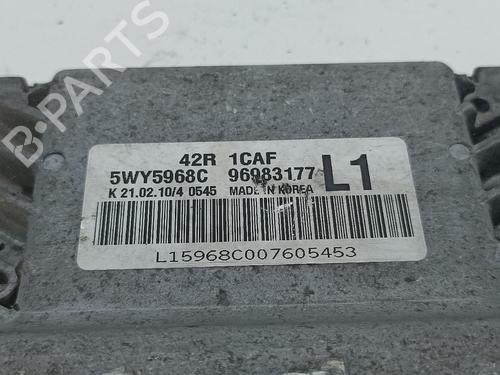 B-PARTS
42R 1CAF
5WY5968C 96983177 L1
K 21.02.10/4 0545 MADE IN KOREA
L15968C007605453